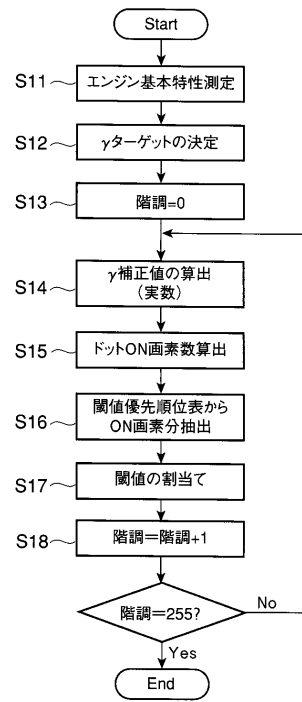 Start
S11 エンジン基本特性測定
S12 γターゲットの決定
S13 階調=0
S14 γ補正値の算出
(実数)
S15 ドットON画素数算出
S16 閾値優先順位表から
ON画素分抽出
S17 閾値の割当て
S18 階調=階調+1
階調=255?
No
Yes
End